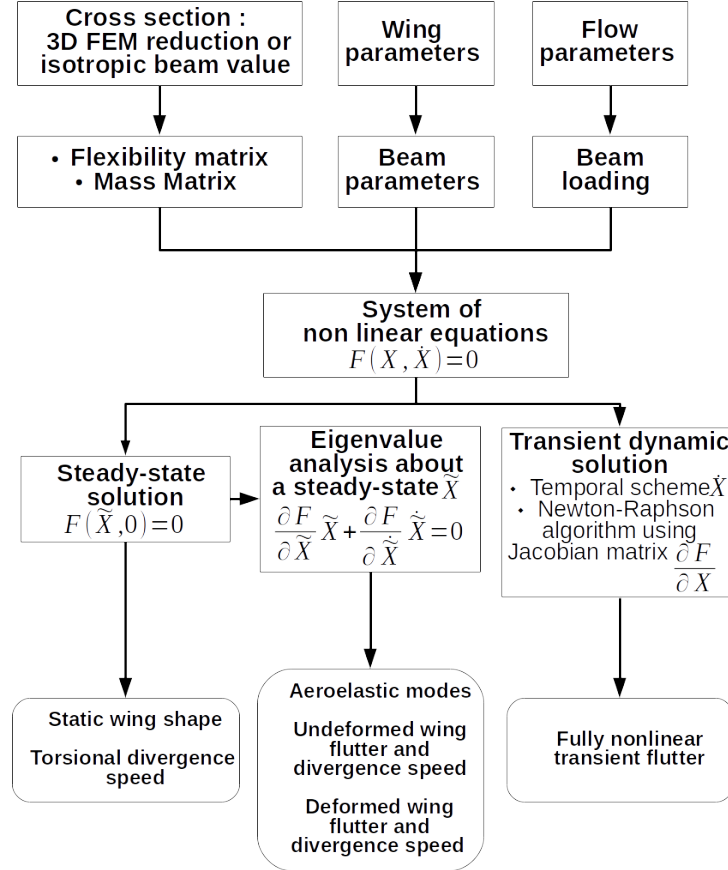 Cross section :
3D FEM reduction or
isotropic beam value
Wing
parameters
Flow
parameters
• Flexibility matrix
• Mass Matrix
Beam
parameters
Beam
loading
System of
non linear equations
F(X,Ẋ)=0
Steady-state
solution
F(X̃,0)=0
Eigenvalue
analysis about
a steady-state X̃
∂F/∂X̃ X̃ + ∂F/∂X̃̇ X̃̇ =0
Transient dynamic
solution
• Temporal scheme Ẋ
• Newton-Raphson
algorithm using
Jacobian matrix ∂F/∂X
Static wing shape
Torsional divergence
speed
Aeroelastic modes
Undeformed wing
flutter and
divergence speed
Deformed wing
flutter and
divergence speed
Fully nonlinear
transient flutter